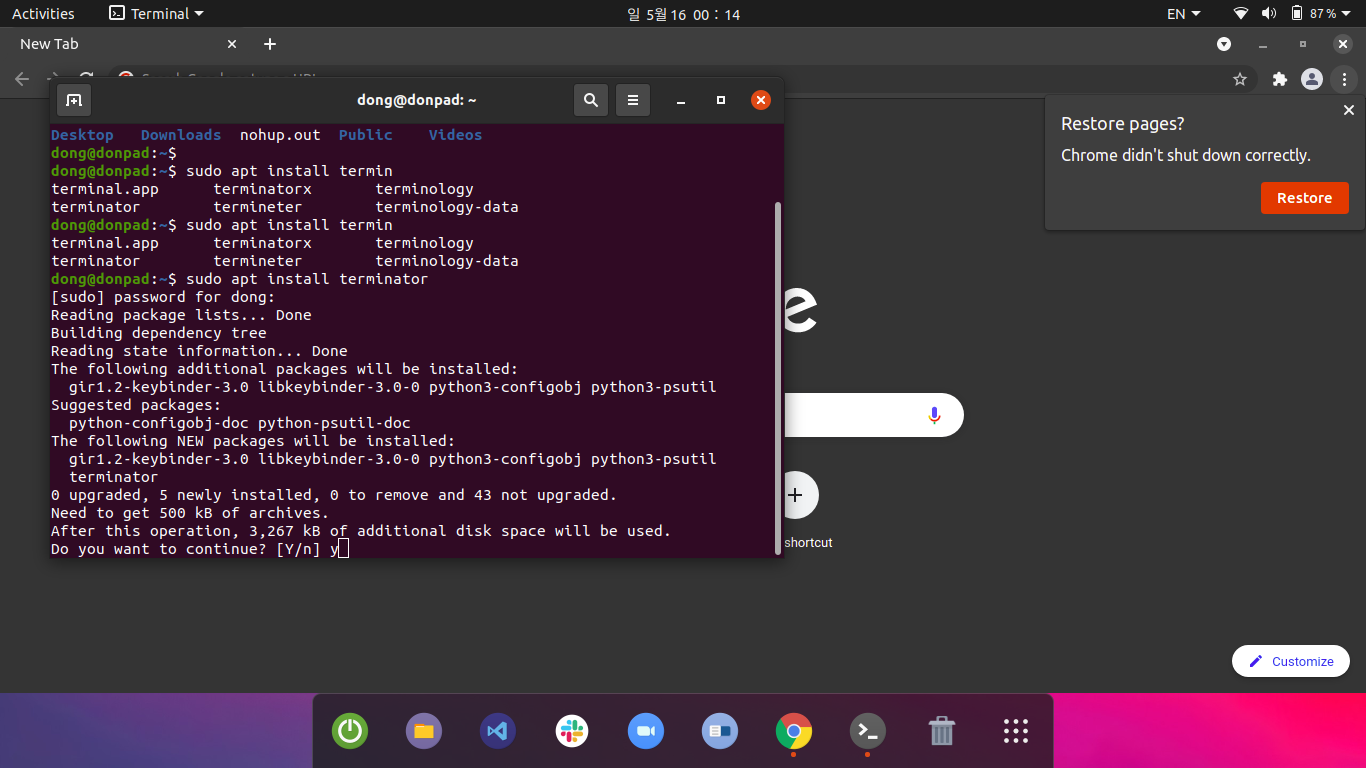 Activities Terminal 일 5월 16 00 : 14 EN 87 %
New Tab
dong@donpad: ~
Restore pages?
Chrome didn't shut down correctly.
Restore
Desktop Downloads nohup.out Public Videos
dong@donpad:~$
dong@donpad:~$ sudo apt install termin
terminal.app terminatorx terminology
terminator termineter terminology-data
dong@donpad:~$ sudo apt install termin
terminal.app terminatorx terminology
terminator termineter terminology-data
dong@donpad:~$ sudo apt install terminator
[sudo] password for dong:
Reading package lists... Done
Building dependency tree
Reading state information... Done
The following additional packages will be installed:
gir1.2-keybinder-3.0 libkeybinder-3.0-0 python3-configobj python3-psutil
Suggested packages:
python-configobj-doc python-psutil-doc
The following NEW packages will be installed:
gir1.2-keybinder-3.0 libkeybinder-3.0-0 python3-configobj python3-psutil
terminator
0 upgraded, 5 newly installed, 0 to remove and 43 not upgraded.
Need to get 500 kB of archives.
After this operation, 3,267 kB of additional disk space will be used.
Do you want to continue? [Y/n] y
e
shortcut
Customize